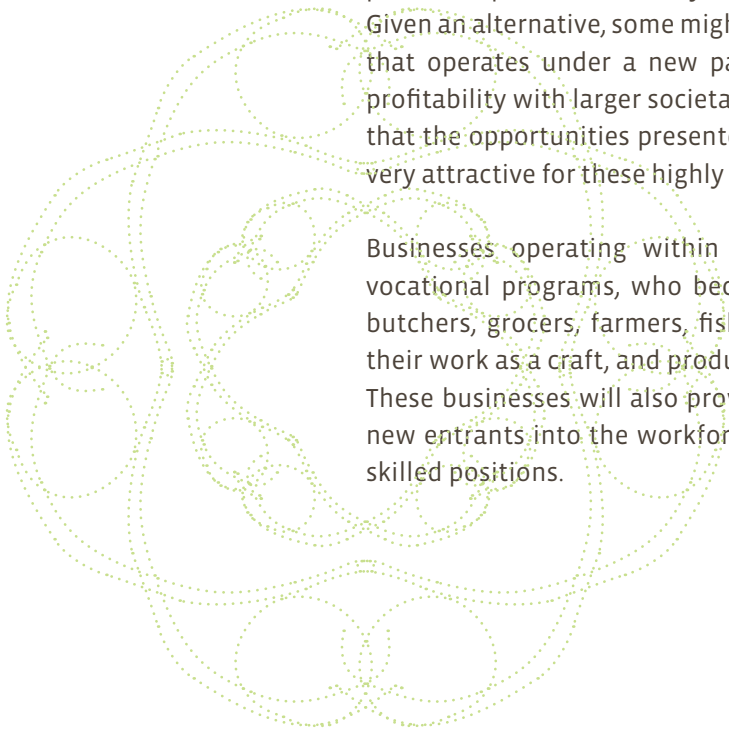 Given an alternative, some migh
that operates under a new pa
profitability with larger societa
that the opportunities presente
very attractive for these highly
Businesses operating within
vocational programs, who bec
butchers, grocers, farmers, fish
their work as a craft, and produ
These businesses will also prov
new entrants into the workfor
skilled positions.